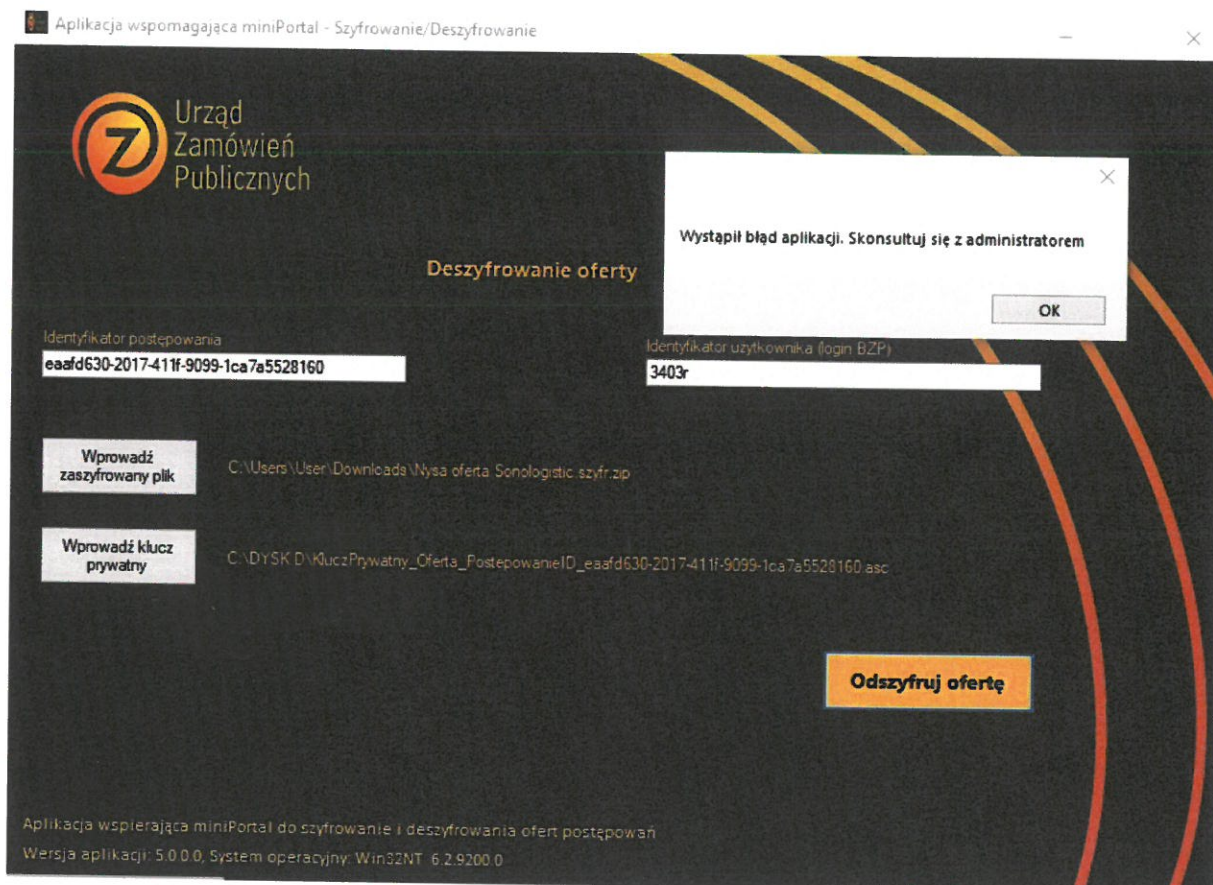 Aplikacja wspomagająca miniPortal - Szyfrowanie/Deszyfrowanie
Urząd
Zamówień
Publicznych
Wystąpił błąd aplikacji. Skonsultuj się z administratorem
OK
Deszyfrowanie oferty
Identyfikator postępowania
eaafd630-2017-411f-9099-1ca7a5528160
Identyfikator użytkownika (login BZP)
3403r
Wprowadź
zaszyfrowany plik
C:\Users\User\Downloads\Nysa oferta Sonologistic.szyfr.zip
Wprowadź klucz
prywatny
C:\DYSK D\KluczPrywatny_Oferta_PostepowanieID_eaafd630-2017-411f-9099-1ca7a5528160.asc
Odszyfruj ofertę
Aplikacja wspierająca miniPortal do szyfrowanie i deszyfrowania ofert postępowań
Wersja aplikacji: 5.0.0.0, System operacyjny: Win32NT 6.2.9200.0